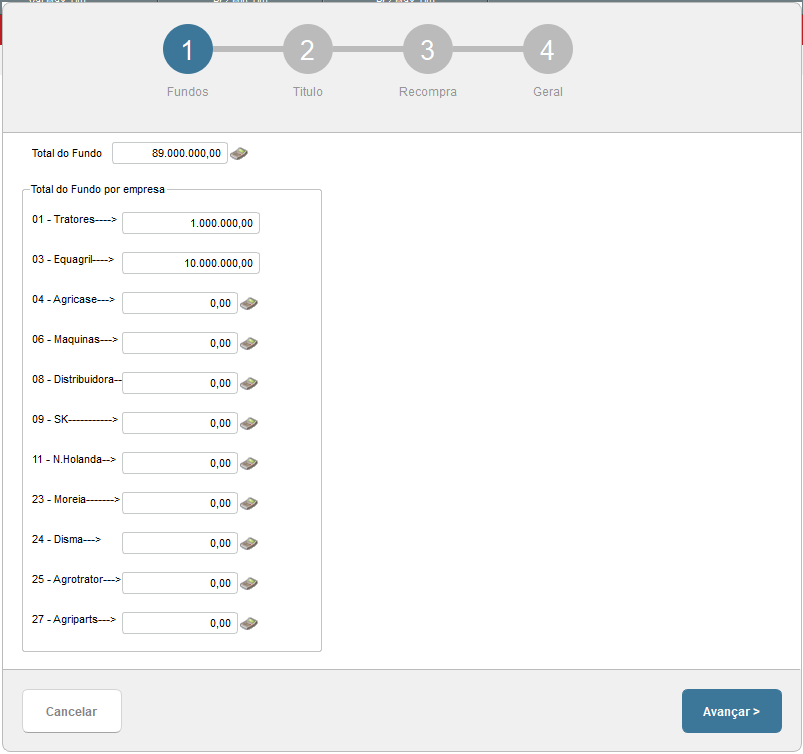 1 2 3 4
Fundos Titulo Recompra Geral
Total do Fundo 89.000.000,00
Total do Fundo por empresa
01 - Tratores----> 1.000.000,00
03 - Equagril----> 10.000.000,00
04 - Agricase---> 0,00
06 - Maquinas---> 0,00
08 - Distribuidora-- 0,00
09 - SK-----------> 0,00
11 - N.Holanda--> 0,00
23 - Moreia-------> 0,00
24 - Disma---> 0,00
25 - Agrotrator---> 0,00
27 - Agriparts---> 0,00
Cancelar Avançar >